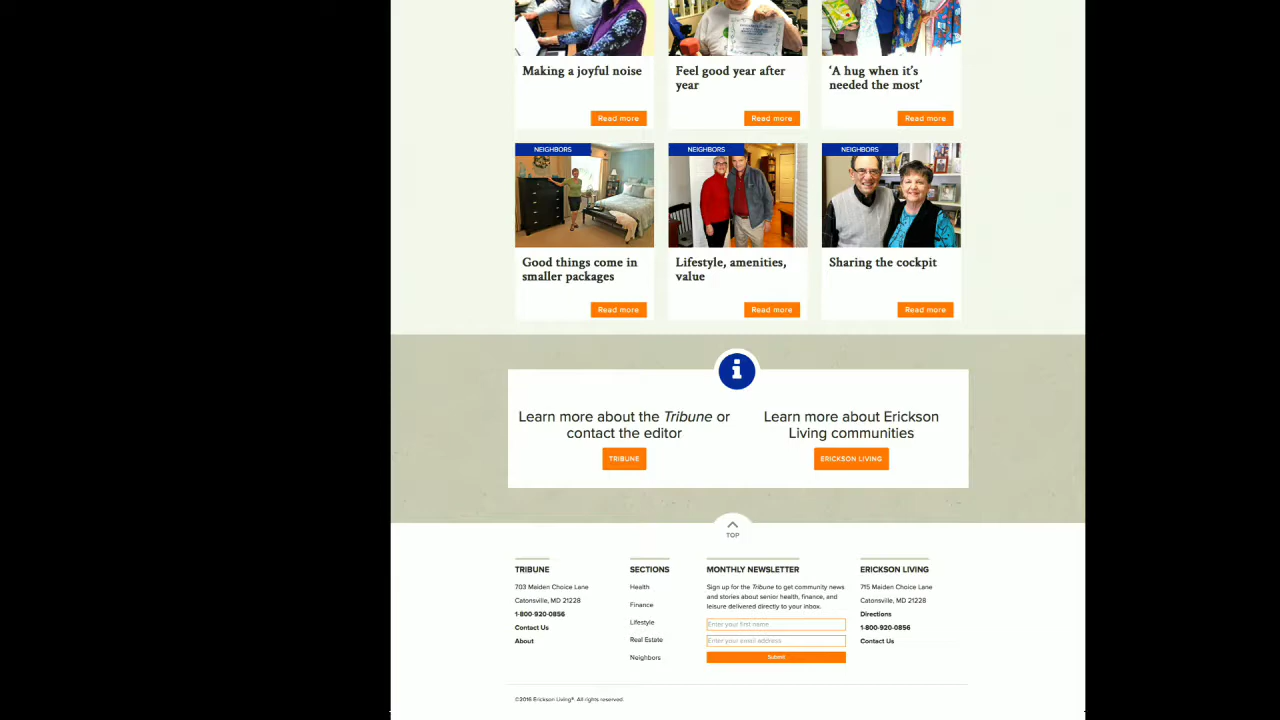 Making a joyful noise
Read more
Feel good year after
year
Read more
‘A hug when it’s
needed the most’
Read more
NEIGHBORS
Good things come in
smaller packages
Read more
NEIGHBORS
Lifestyle, amenities,
value
Read more
NEIGHBORS
Sharing the cockpit
Read more
Learn more about the Tribune or
contact the editor
TRIBUNE
Learn more about Erickson
Living communities
ERICKSON LIVING
TOP
TRIBUNE
703 Maiden Choice Lane
Catonsville, MD 21228
1-800-920-0856
Contact Us
About
SECTIONS
Health
Finance
Lifestyle
Real Estate
Neighbors
MONTHLY NEWSLETTER
Sign up for the Tribune to get community news
and stories about senior health, finance, and
leisure delivered directly to your inbox.
Enter your first name
Enter your email address
Submit
ERICKSON LIVING
715 Maiden Choice Lane
Catonsville, MD 21228
Directions
1-800-920-0856
Contact Us
©2016 Erickson Living®. All rights reserved.